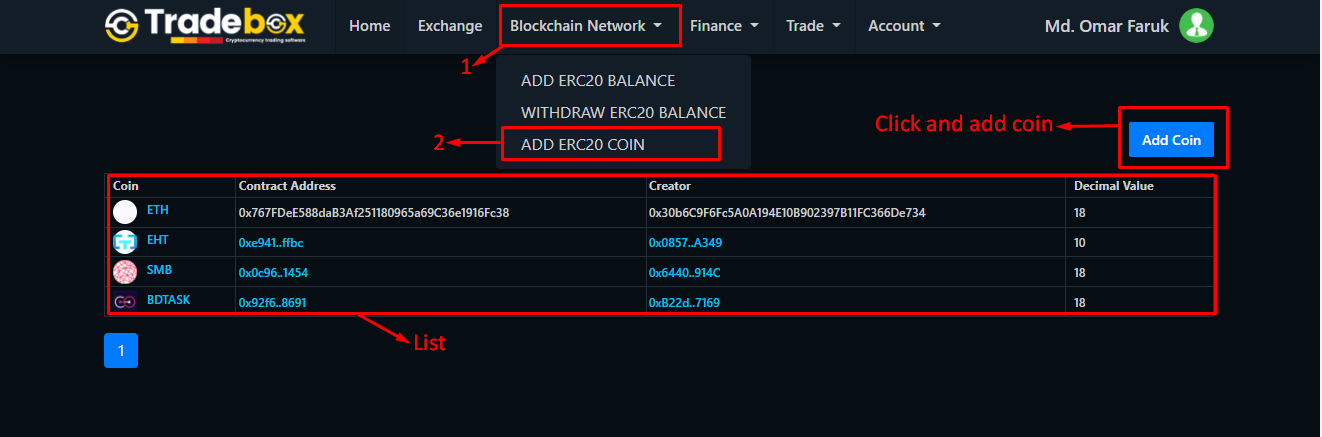 Tradebox
Cryptocurrency trading software
Home
Exchange
Blockchain Network
Finance
Trade
Account
Md. Omar Faruk
1
ADD ERC20 BALANCE
WITHDRAW ERC20 BALANCE
2
ADD ERC20 COIN
Click and add coin
Add Coin
Coin Contract Address Creator Decimal Value
ETH 0x767FDeE588daB3Af251180965a69C36e1916Fc38 0x30b6C9F6Fc5A0A194E10B902397B11FC366De734 18
EHT 0xe941..ffbc 0x0857..A349 10
SMB 0x0c96..1454 0x6440..914C 18
BDTASK 0x92f6..8691 0xB22d..7169 18
List
1